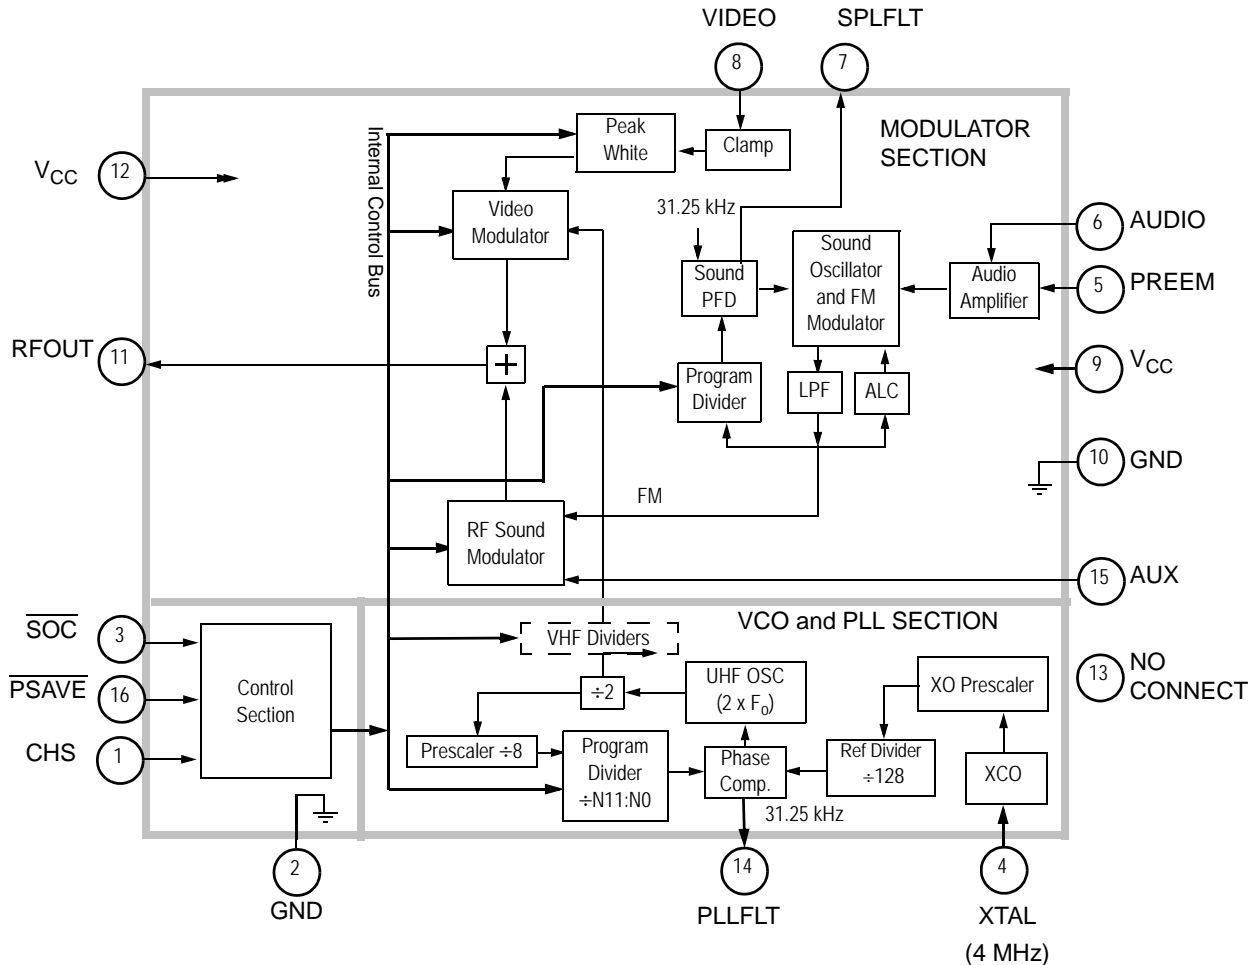 VIDEO
SPLFLT
8
7
Peak
White
Clamp
MODULATOR
SECTION
Internal Control Bus
V_CC
12
Video
Modulator
31.25 kHz
Sound
PFD
Sound
Oscillator
and FM
Modulator
6
AUDIO
Audio
Amplifier
5
PREEM
RFOUT
11
+
Program
Divider
LPF
ALC
9
V_CC
10
GND
FM
RF Sound
Modulator
15
AUX
SOC
3
PSAVE
16
CHS
1
Control
Section
VCO and PLL SECTION
VHF Dividers
÷2
UHF OSC
(2 x F_o)
XO Prescaler
13
NO
CONNECT
Prescaler ÷8
Program
Divider
÷N11:N0
Phase
Comp.
Ref Divider
÷128
XCO
31.25 kHz
2
GND
14
PLLFLT
4
XTAL
(4 MHz)